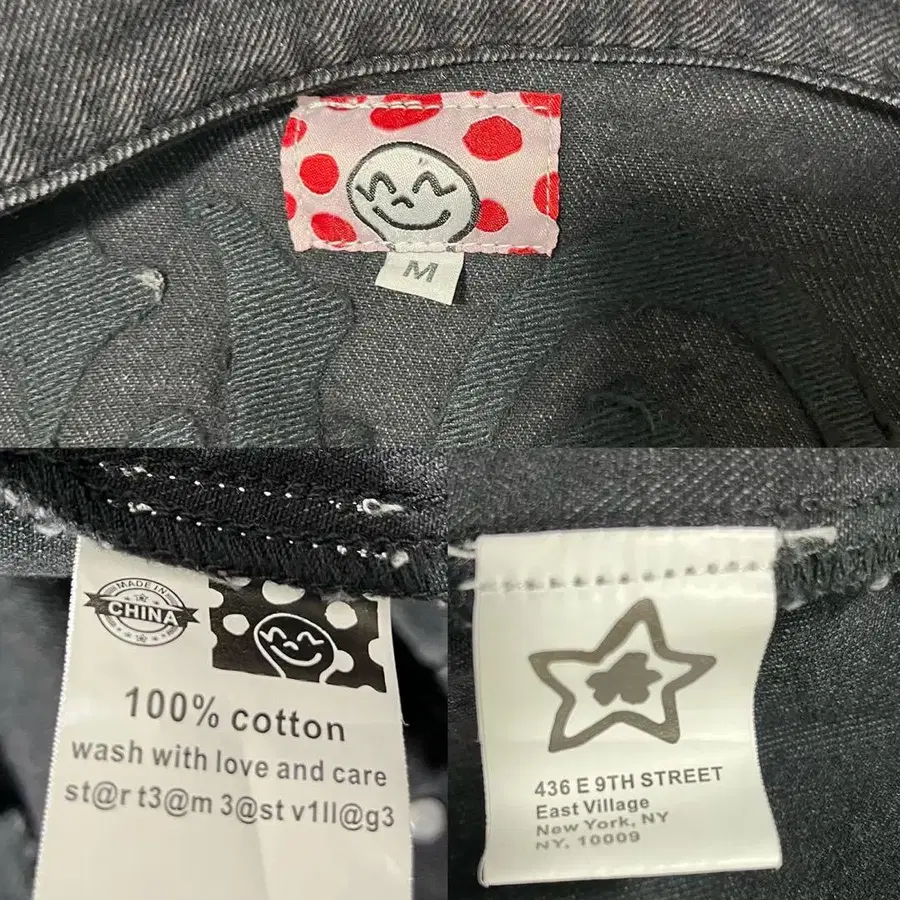 M
MADE IN
CHINA
100% cotton
wash with love and care
st@r t3@m 3@st v1ll@g3
436 E 9TH STREET
East Village
New York, NY
NY, 10009